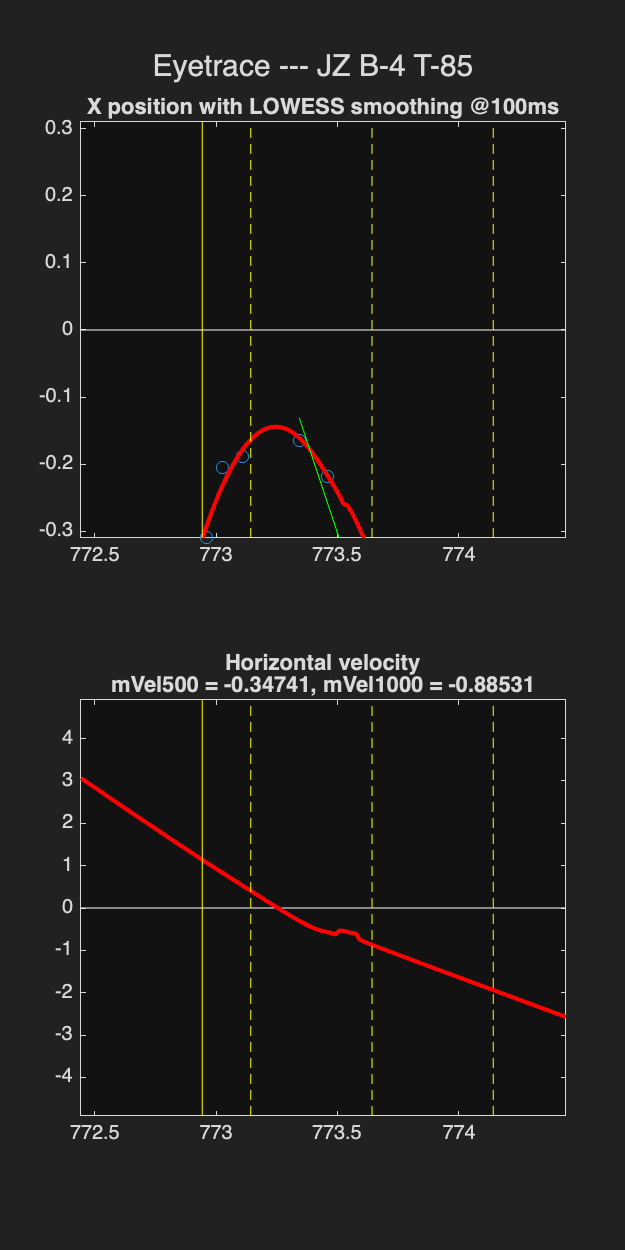 Eyetrace --- JZ B-4 T-85
X position with LOWESS smoothing @100ms
0.3
0.2
0.1
0
-0.1
-0.2
-0.3
772.5 773 773.5 774
Horizontal velocity
mVel500 = -0.34741, mVel1000 = -0.88531
4
3
2
1
0
-1
-2
-3
-4
772.5 773 773.5 774